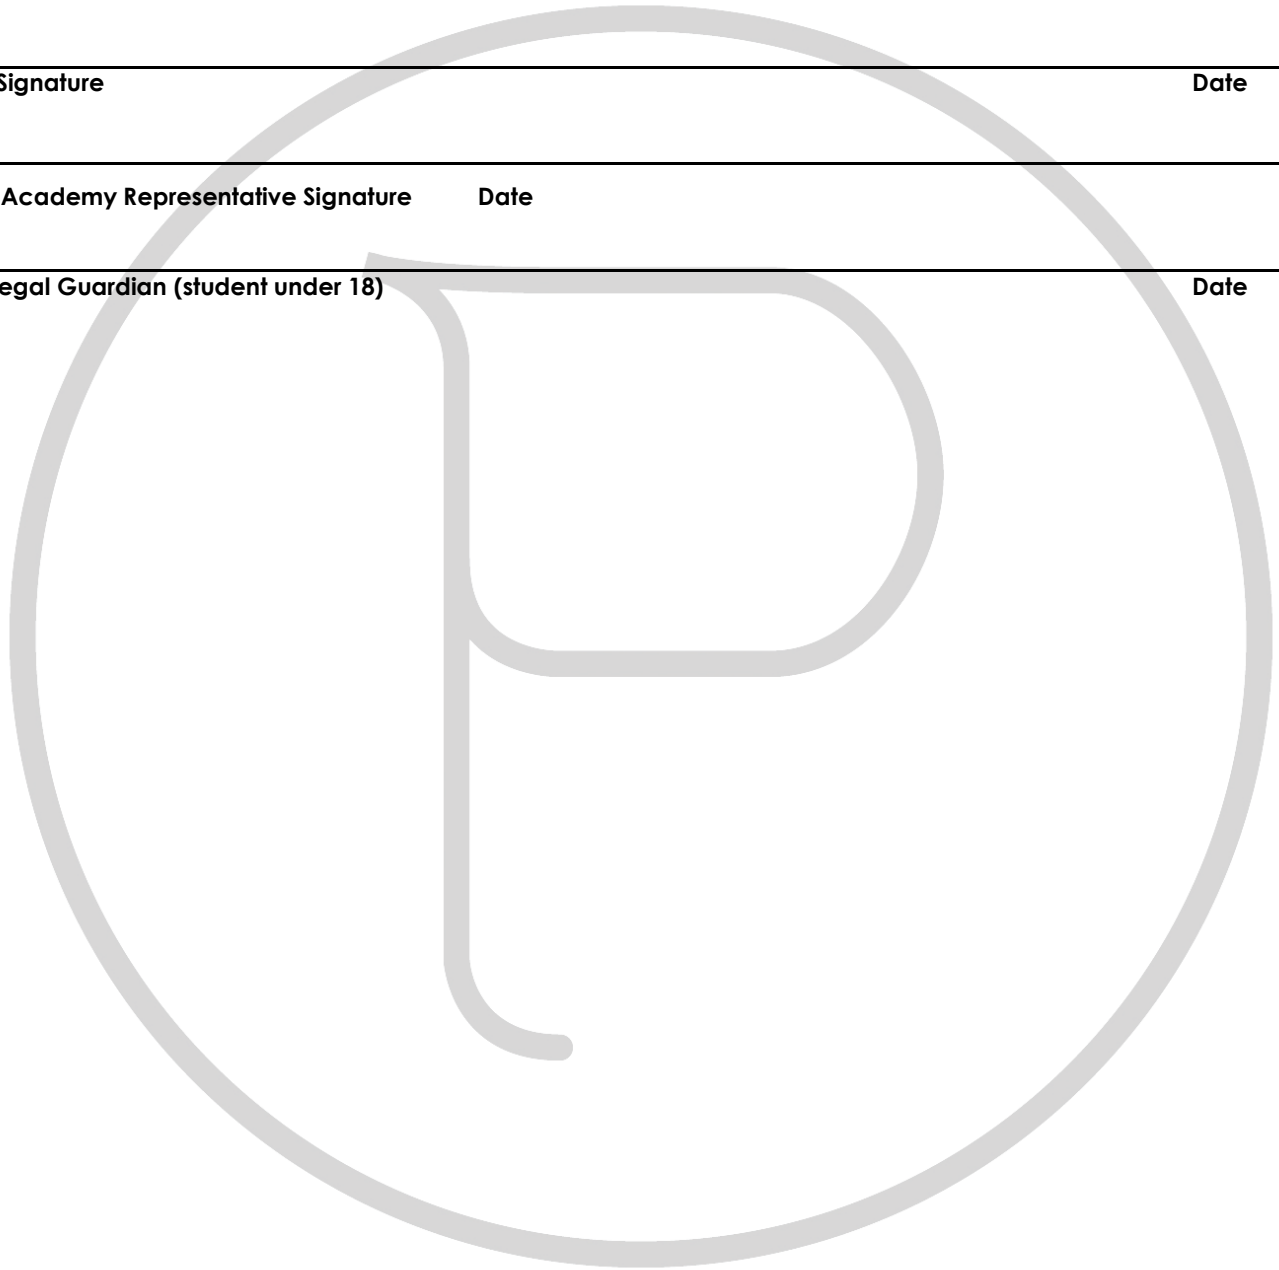 Signature Date
Academy Representative Signature Date
egal Guardian (student under 18) Date
P